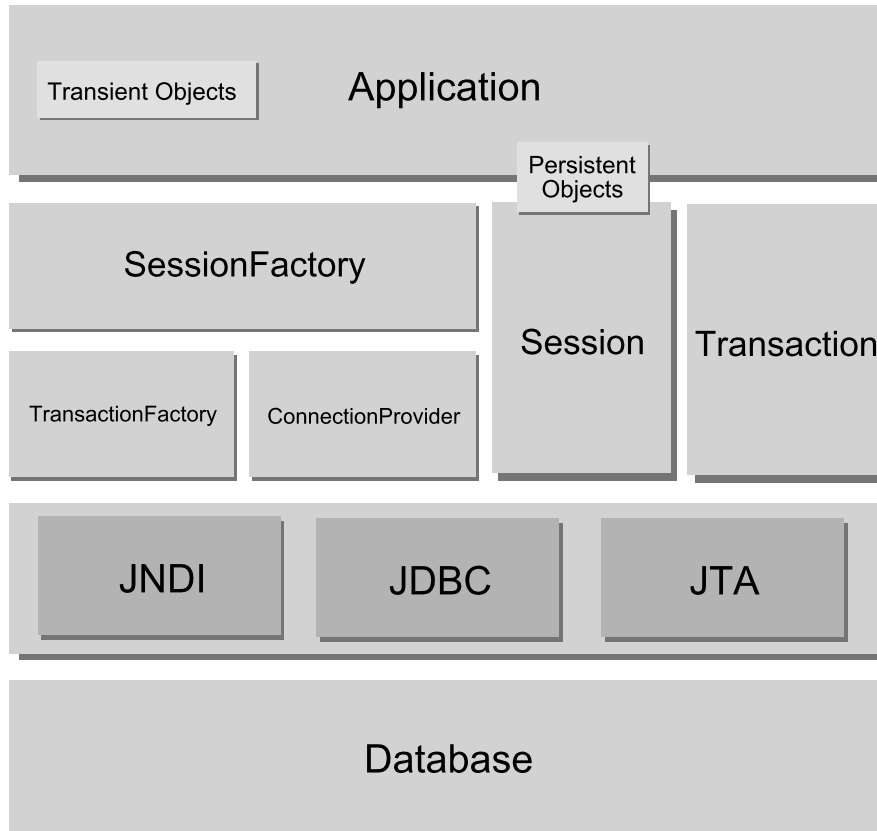 Transient Objects
Application
Persistent
Objects
SessionFactory
Session
Transaction
TransactionFactory
ConnectionProvider
JNDI
JDBC
JTA
Database